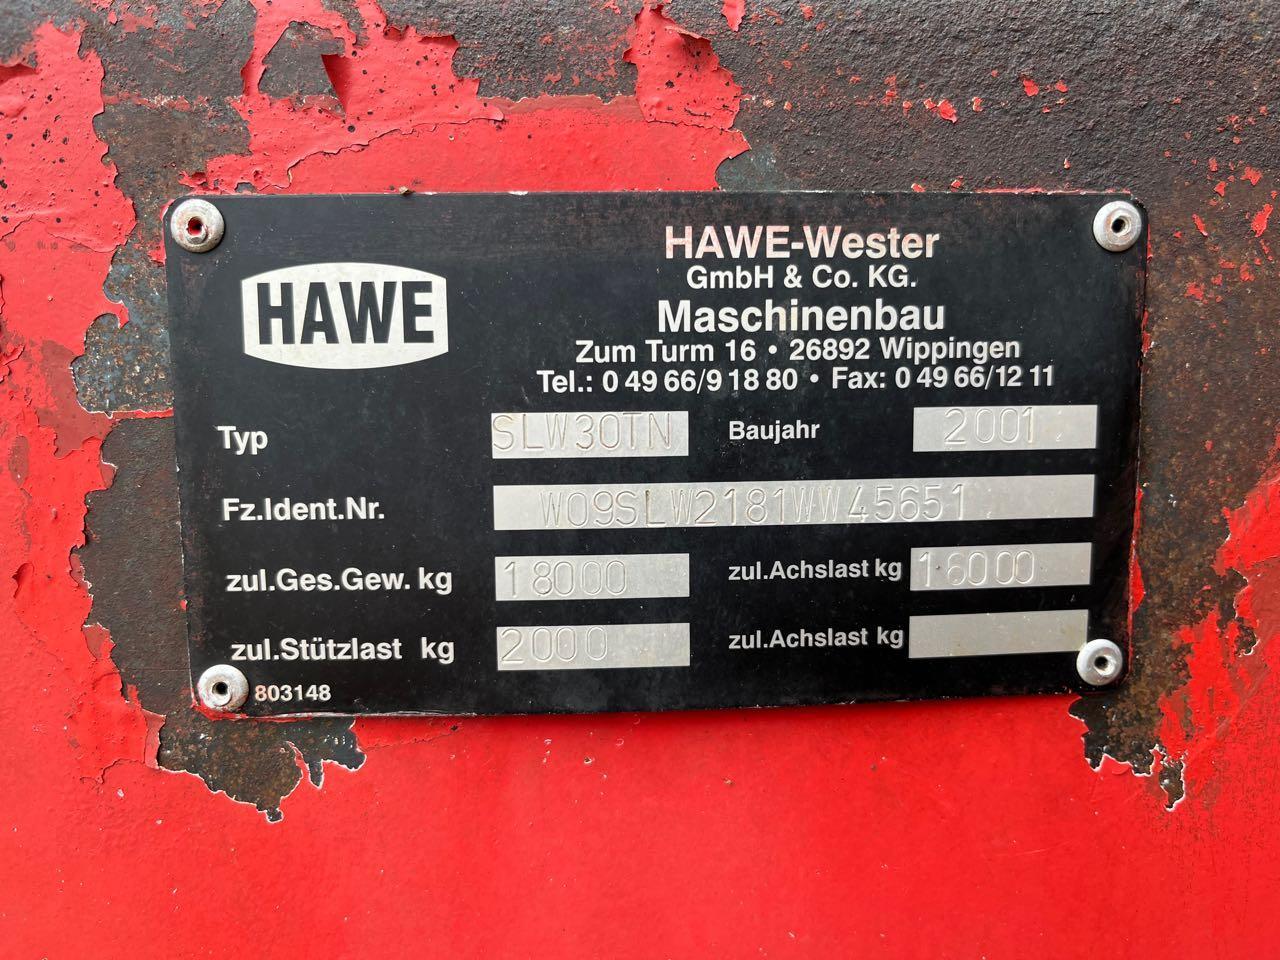 HAWE
HAWE-Wester
GmbH & Co. KG.
Maschinenbau
Zum Turm 16 • 26892 Wippingen
Tel.: 0 49 66/9 18 80 • Fax: 0 49 66/12 11
Typ SLW30TN Baujahr 2001
Fz.Ident.Nr. W09SLW2181WW45651
zul.Ges.Gew. kg 18000 zul.Achslast kg 16000
zul.Stützlast kg 2000 zul.Achslast kg
803148